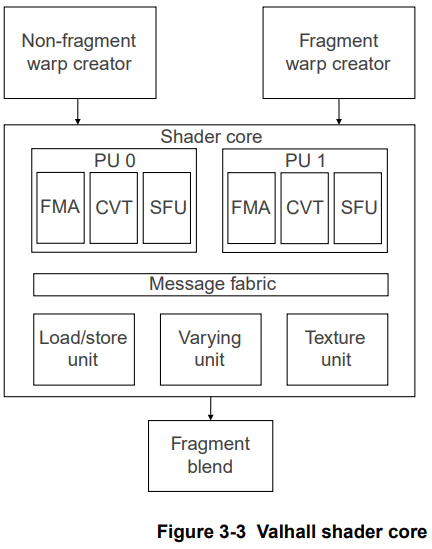 Non-fragment
warp creator
Fragment
warp creator
Shader core
PU 0
PU 1
FMA
CVT
SFU
FMA
CVT
SFU
Message fabric
Load/store
unit
Varying
unit
Texture
unit
Fragment
blend
Figure 3-3 Valhall shader core